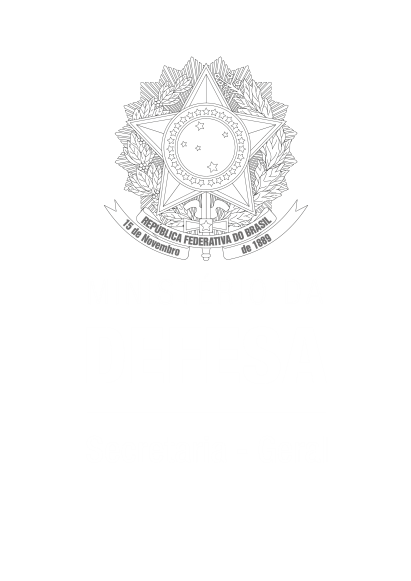 REPÚBLICA FEDERATIVA DO BRASIL
15 de Novembro
de 1889